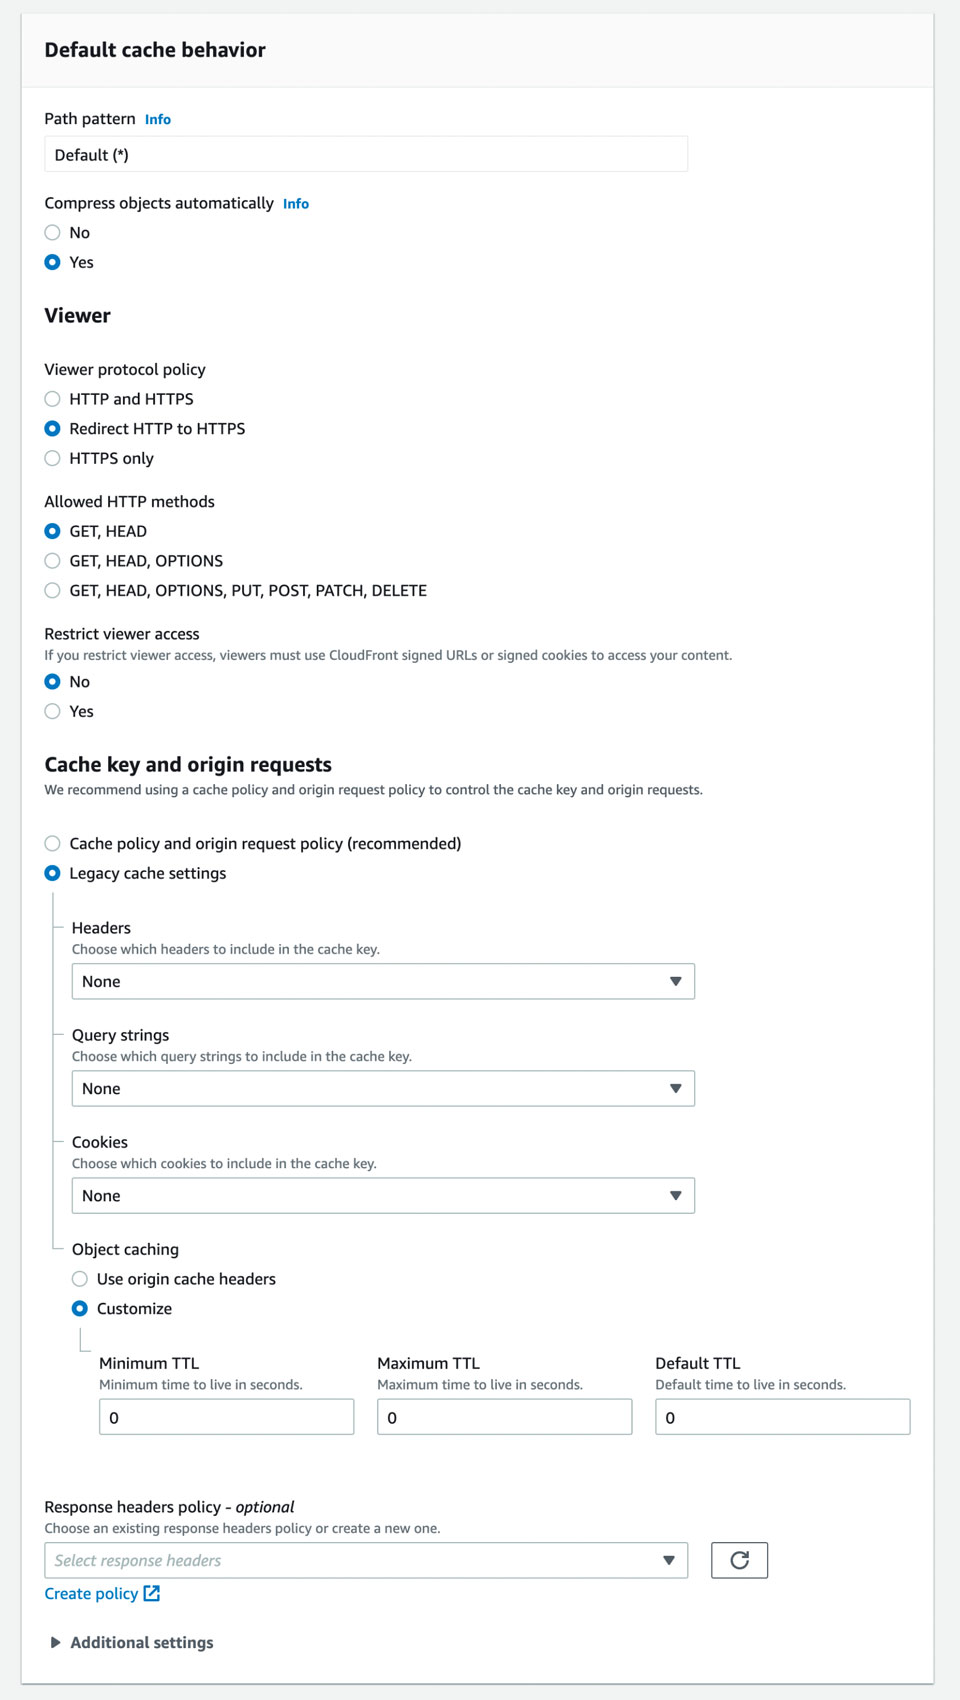 Default cache behavior
Path pattern Info
Default (*)
Compress objects automatically Info
No
Yes
Viewer
Viewer protocol policy
HTTP and HTTPS
Redirect HTTP to HTTPS
HTTPS only
Allowed HTTP methods
GET, HEAD
GET, HEAD, OPTIONS
GET, HEAD, OPTIONS, PUT, POST, PATCH, DELETE
Restrict viewer access
If you restrict viewer access, viewers must use CloudFront signed URLs or signed cookies to access your content.
No
Yes
Cache key and origin requests
We recommend using a cache policy and origin request policy to control the cache key and origin requests.
Cache policy and origin request policy (recommended)
Legacy cache settings
Headers
Choose which headers to include in the cache key.
None
Query strings
Choose which query strings to include in the cache key.
None
Cookies
Choose which cookies to include in the cache key.
None
Object caching
Use origin cache headers
Customize
Minimum TTL Maximum TTL Default TTL
Minimum time to live in seconds. Maximum time to live in seconds. Default time to live in seconds.
0 0 0
Response headers policy - optional
Choose an existing response headers policy or create a new one.
Select response headers
Create policy
Additional settings